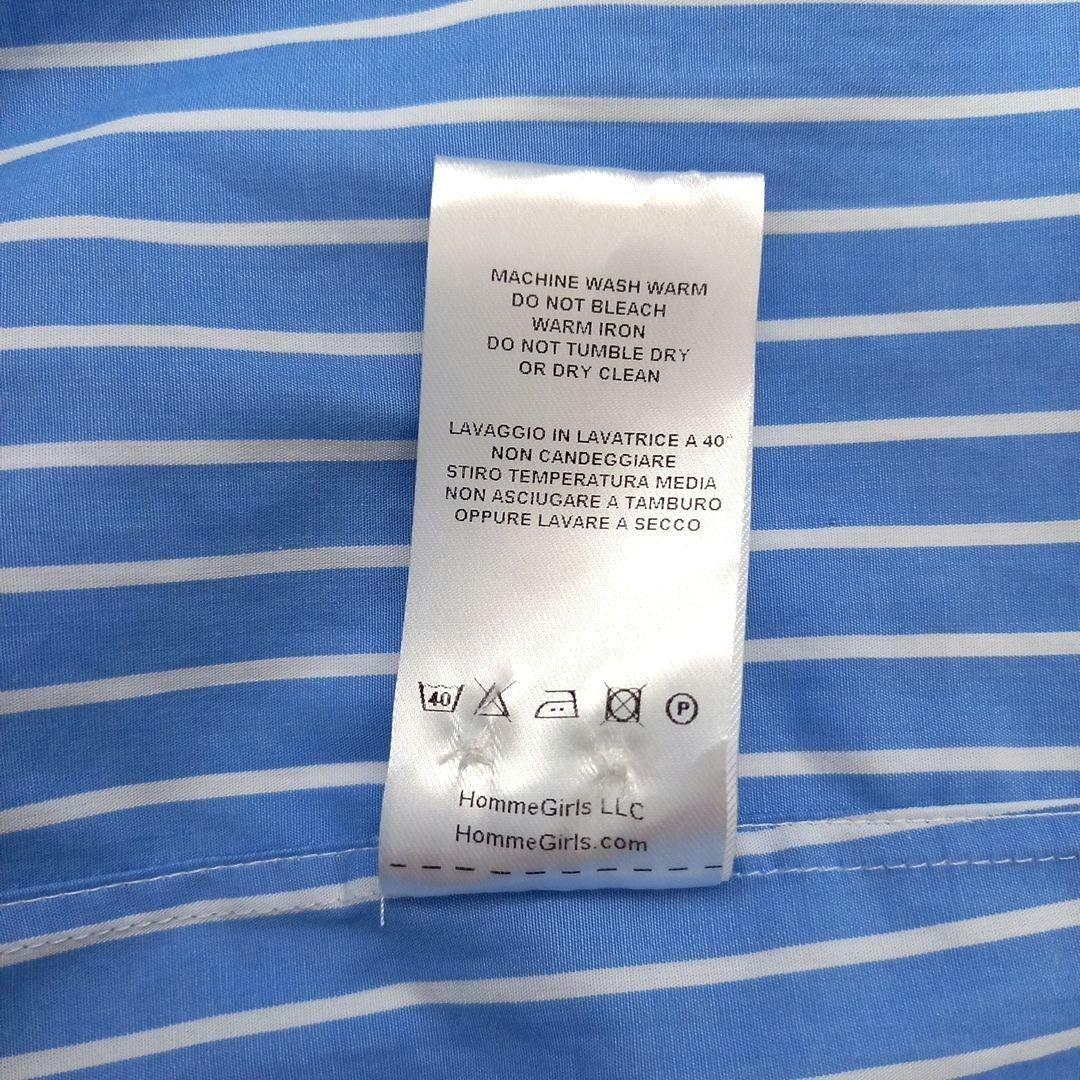 MACHINE WASH WARM
DO NOT BLEACH
WARM IRON
DO NOT TUMBLE DRY
OR DRY CLEAN
LAVAGGIO IN LAVATRICE A 40°
NON CANDEGGIARE
STIRO TEMPERATURA MEDIA
NON ASCIUGARE A TAMBURO
OPPURE LAVARE A SECCO
40 P
HommeGirls LLC
HommeGirls.com